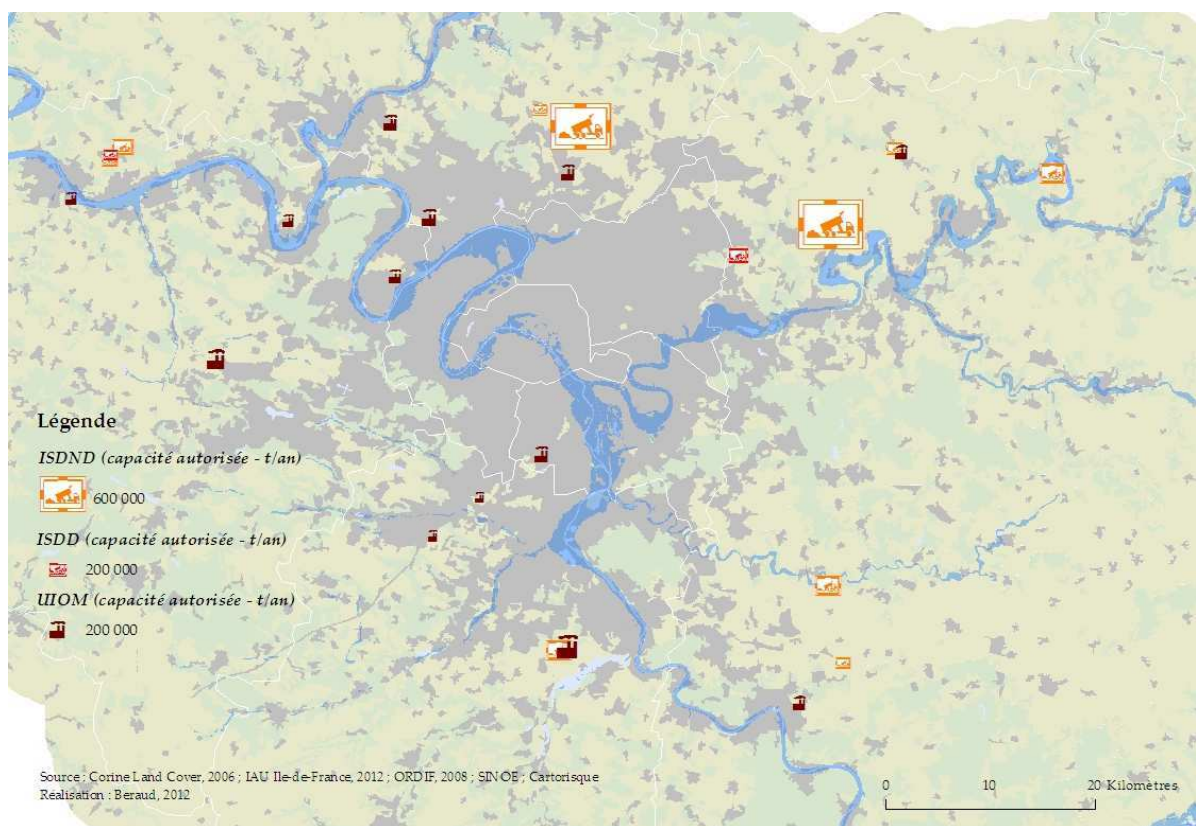 Légende
ISDND (capacité autorisée - t/an)
600 000
ISDD (capacité autorisée - t/an)
200 000
UIOM (capacité autorisée - t/an)
200 000
Source : Corine Land Cover, 2006 ; IAU Ile-de-France, 2012 ; ORDIF, 2008 ; SINOE ; Cartorisque
Réalisation : Beraud, 2012
0 10 20 Kilomètres